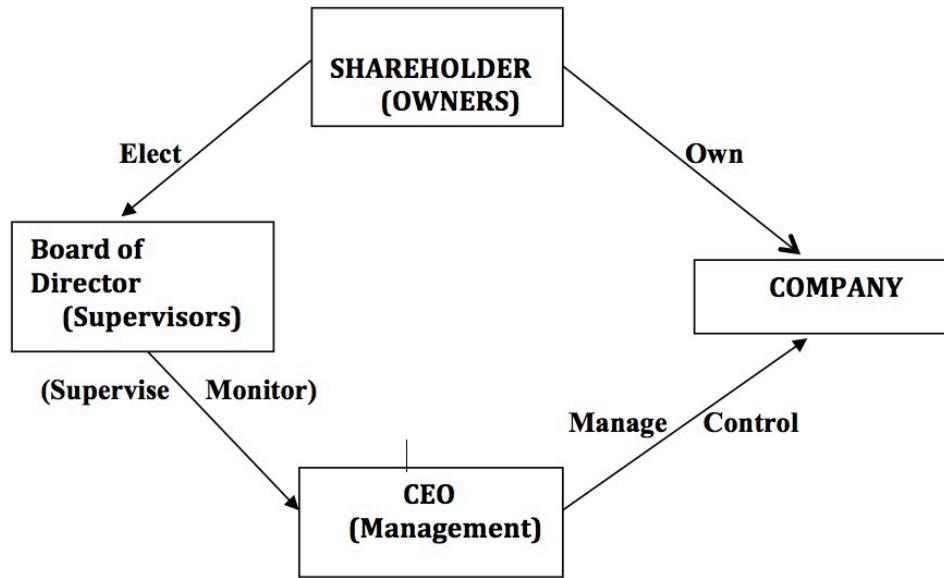 SHAREHOLDER
(OWNERS)
Elect
Own
Board of
Director
(Supervisors)
COMPANY
(Supervise Monitor)
Manage Control
CEO
(Management)